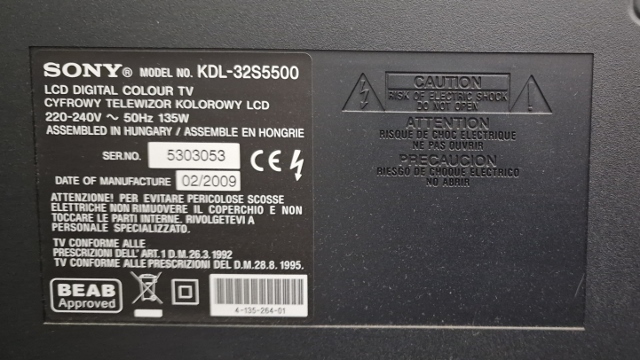 SONY® MODEL NO. KDL-32S5500
LCD DIGITAL COLOUR TV
CYFROWY TELEWIZOR KOLOROWY LCD
220-240V ~ 50Hz 135W
ASSEMBLED IN HUNGARY / ASSEMBLE EN HONGRIE
SER.NO. 5303053
CE
DATE OF MANUFACTURE 02/2009
ATTENZIONE! PER EVITARE PERICOLOSE SCOSSE
ELETTRICHE NON RIMUOVERE IL COPERCHIO E NON
TOCCARE LE PARTI INTERNE. RIVOLGETEVI A
PERSONALE SPECIALIZZATO.
TV CONFORME ALLE
PRESCRIZIONI DELL' ART.1 D.M. 26.3.1992
TV CONFORME ALLE PRESCRIZIONI DEL D.M.28.8.1995.
BEAB
Approved
4-135-264-01
CAUTION
RISK OF ELECTRIC SHOCK
DO NOT OPEN
ATTENTION
RISQUE DE CHOC ELECTRIQUE
NE PAS OUVRIR
PRECAUCION
RIESGO DE CHOQUE ELECTRICO
NO ABRIR